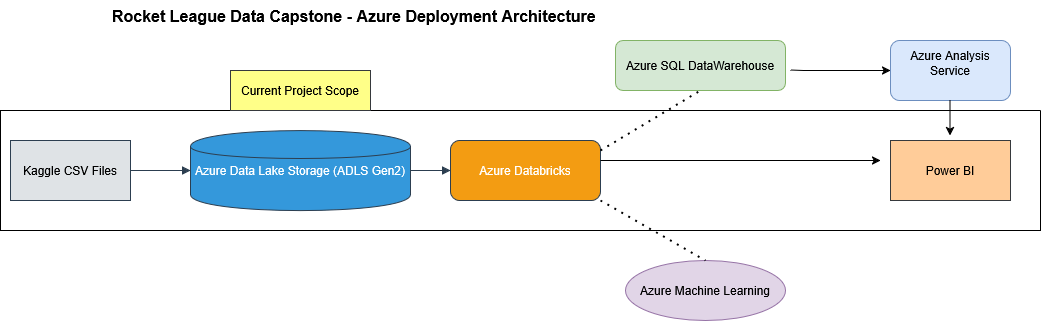 Rocket League Data Capstone - Azure Deployment Architecture
Azure SQL DataWarehouse
Azure Analysis
Service
Current Project Scope
Kaggle CSV Files
Azure Data Lake Storage (ADLS Gen2)
Azure Databricks
Power BI
Azure Machine Learning